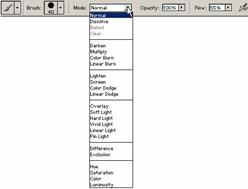 Brush: 40 Mode: Normal Opacity: 100% Flow: 55%
Normal
Dissolve
Behind
Clear
Darken
Multiply
Color Burn
Linear Burn
Lighten
Screen
Color Dodge
Linear Dodge
Overlay
Soft Light
Hard Light
Vivid Light
Linear Light
Pin Light
Difference
Exclusion
Hue
Saturation
Color
Luminosity